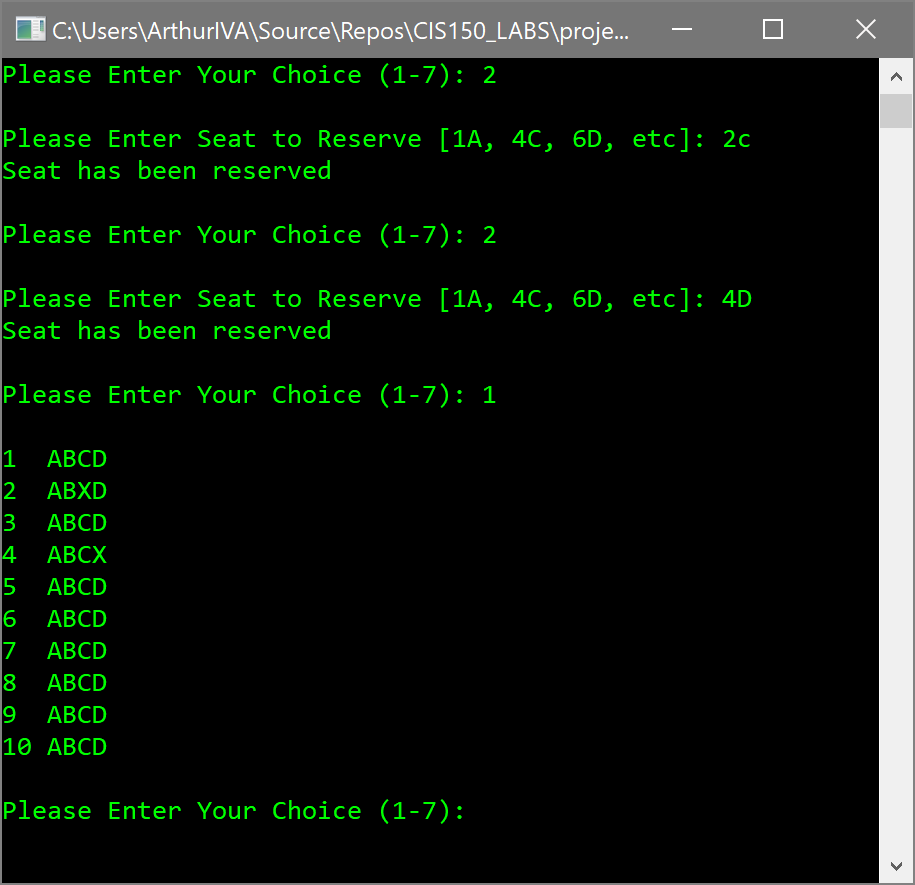 C:\Users\ArthurIVA\Source\Repos\CIS150_LABS\proje...
Please Enter Your Choice (1-7): 2
Please Enter Seat to Reserve [1A, 4C, 6D, etc]: 2c
Seat has been reserved
Please Enter Your Choice (1-7): 2
Please Enter Seat to Reserve [1A, 4C, 6D, etc]: 4D
Seat has been reserved
Please Enter Your Choice (1-7): 1
1  ABCD
2  ABXD
3  ABCD
4  ABCX
5  ABCD
6  ABCD
7  ABCD
8  ABCD
9  ABCD
10 ABCD
Please Enter Your Choice (1-7):